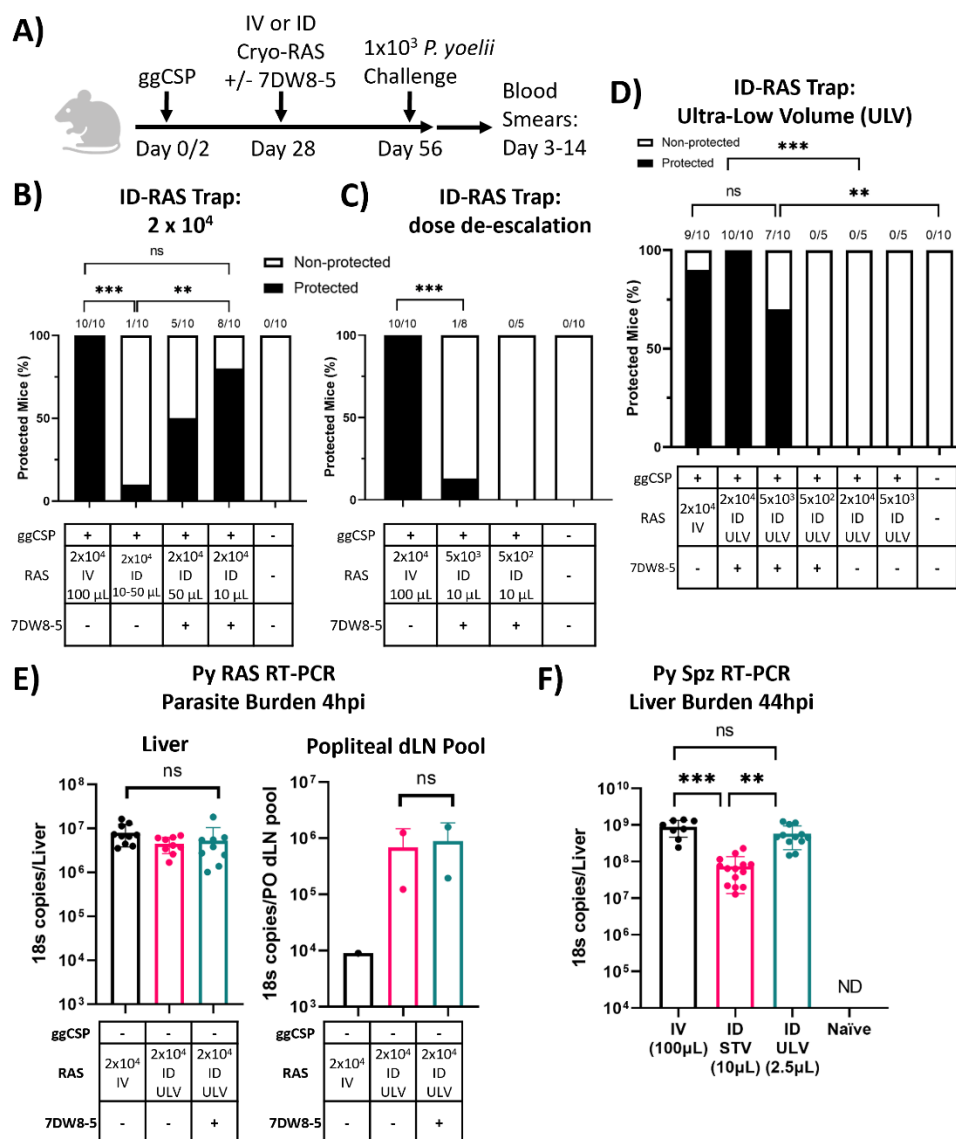 A)
ggCSP
IV or ID
Cryo-RAS
+/- 7DW8-5
1x10³ P. yoelii
Challenge
Blood
Smears:
Day 3-14
Day 0/2
Day 28
Day 56
B)
ID-RAS Trap:
2 x 10⁴
ns
*** **
10/10 1/10 5/10 8/10 0/10
Protected Mice (%)
100
50
0
ggCSP + + + + -
RAS 2x10⁴ IV 100 µL 2x10⁴ ID 10-50 µL 2x10⁴ ID 50 µL 2x10⁴ ID 10 µL -
7DW8-5 - - + + -
Non-protected
Protected
C)
ID-RAS Trap:
dose de-escalation
***
10/10 1/8 0/5 0/10
Protected Mice (%)
100
50
0
ggCSP + + + -
RAS 2x10⁴ IV 100 µL 5x10³ ID 10 µL 5x10² ID 10 µL -
7DW8-5 - + + -
D)
ID-RAS Trap:
Ultra-Low Volume (ULV)
Non-protected
Protected
***
ns **
9/10 10/10 7/10 0/5 0/5 0/5 0/10
Protected Mice (%)
100
50
0
ggCSP + + + + + + -
RAS 2x10⁴ IV 2x10⁴ ID ULV 5x10³ ID ULV 5x10² ID ULV 2x10⁴ ID ULV 5x10³ ID ULV -
7DW8-5 - + + + - - -
E)
Py RAS RT-PCR
Parasite Burden 4hpi
Liver
ns
18s copies/Liver
10⁸
10⁷
10⁶
10⁵
10⁴
10³
ggCSP - - -
RAS 2x10⁴ IV 2x10⁴ ID ULV 2x10⁴ ID ULV
7DW8-5 - - +
Popliteal dLN Pool
ns
18s copies/PO dLN pool
10⁷
10⁶
10⁵
10⁴
10³
- - -
2x10⁴ IV 2x10⁴ ID ULV 2x10⁴ ID ULV
- - +
F)
Py Spz RT-PCR
Liver Burden 44hpi
ns
*** **
18s copies/Liver
10¹⁰
10⁹
10⁸
10⁷
10⁶
10⁵
10⁴
ND
IV (100µL) ID STV (10µL) ID ULV (2.5µL) Naïve